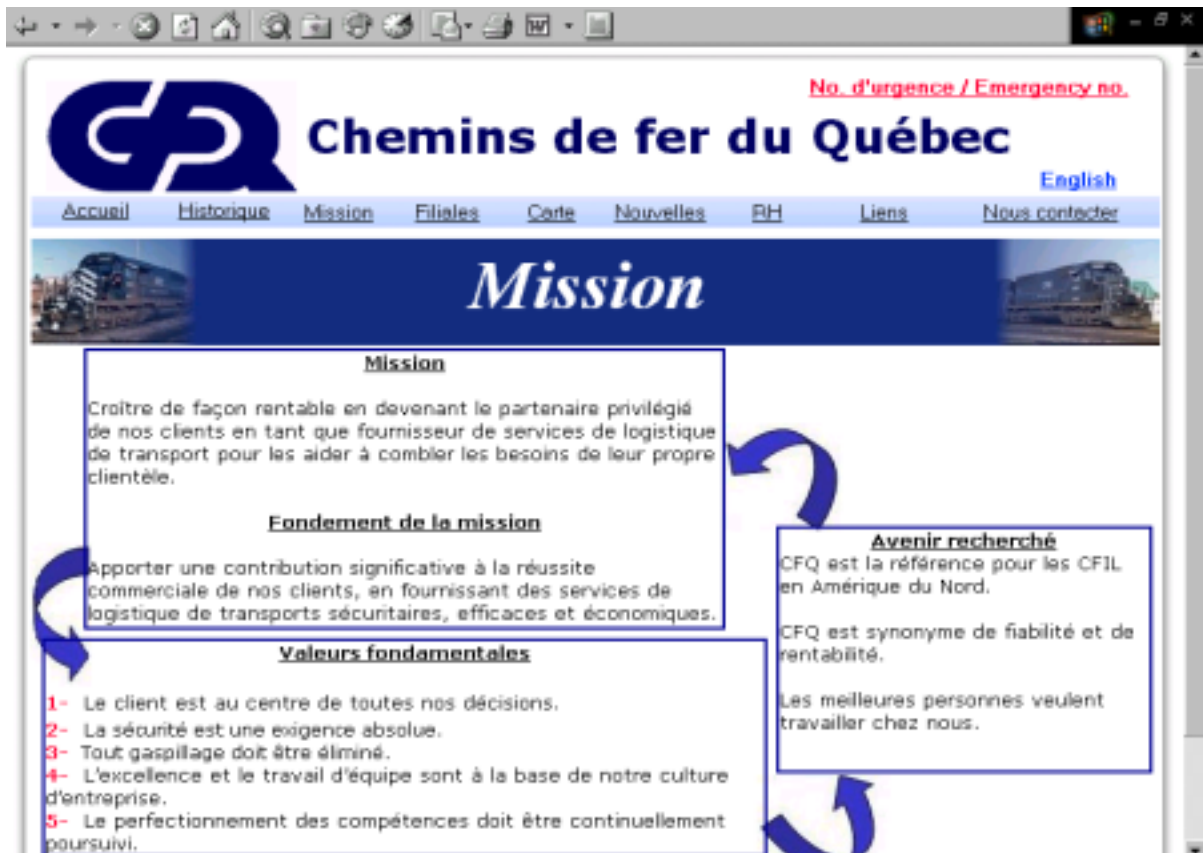 No. d'urgence / Emergency no.
CFQ
Chemins de fer du Québec
English
Accueil Historique Mission Filiales Carte Nouvelles RH Liens Nous contacter
Mission
Mission
Croître de façon rentable en devenant le partenaire privilégié
de nos clients en tant que fournisseur de services de logistique
de transport pour les aider à combler les besoins de leur propre
clientèle.
Fondement de la mission
Apporter une contribution significative à la réussite
commerciale de nos clients, en fournissant des services de
logistique de transports sécuritaires, efficaces et économiques.
Valeurs fondamentales
1- Le client est au centre de toutes nos décisions.
2- La sécurité est une exigence absolue.
3- Tout gaspillage doit être éliminé.
4- L'excellence et le travail d'équipe sont à la base de notre culture
d'entreprise.
5- Le perfectionnement des compétences doit être continuellement
poursuivi.
Avenir recherché
CFQ est la référence pour les CFIL
en Amérique du Nord.
CFQ est synonyme de fiabilité et de
rentabilité.
Les meilleures personnes veulent
travailler chez nous.